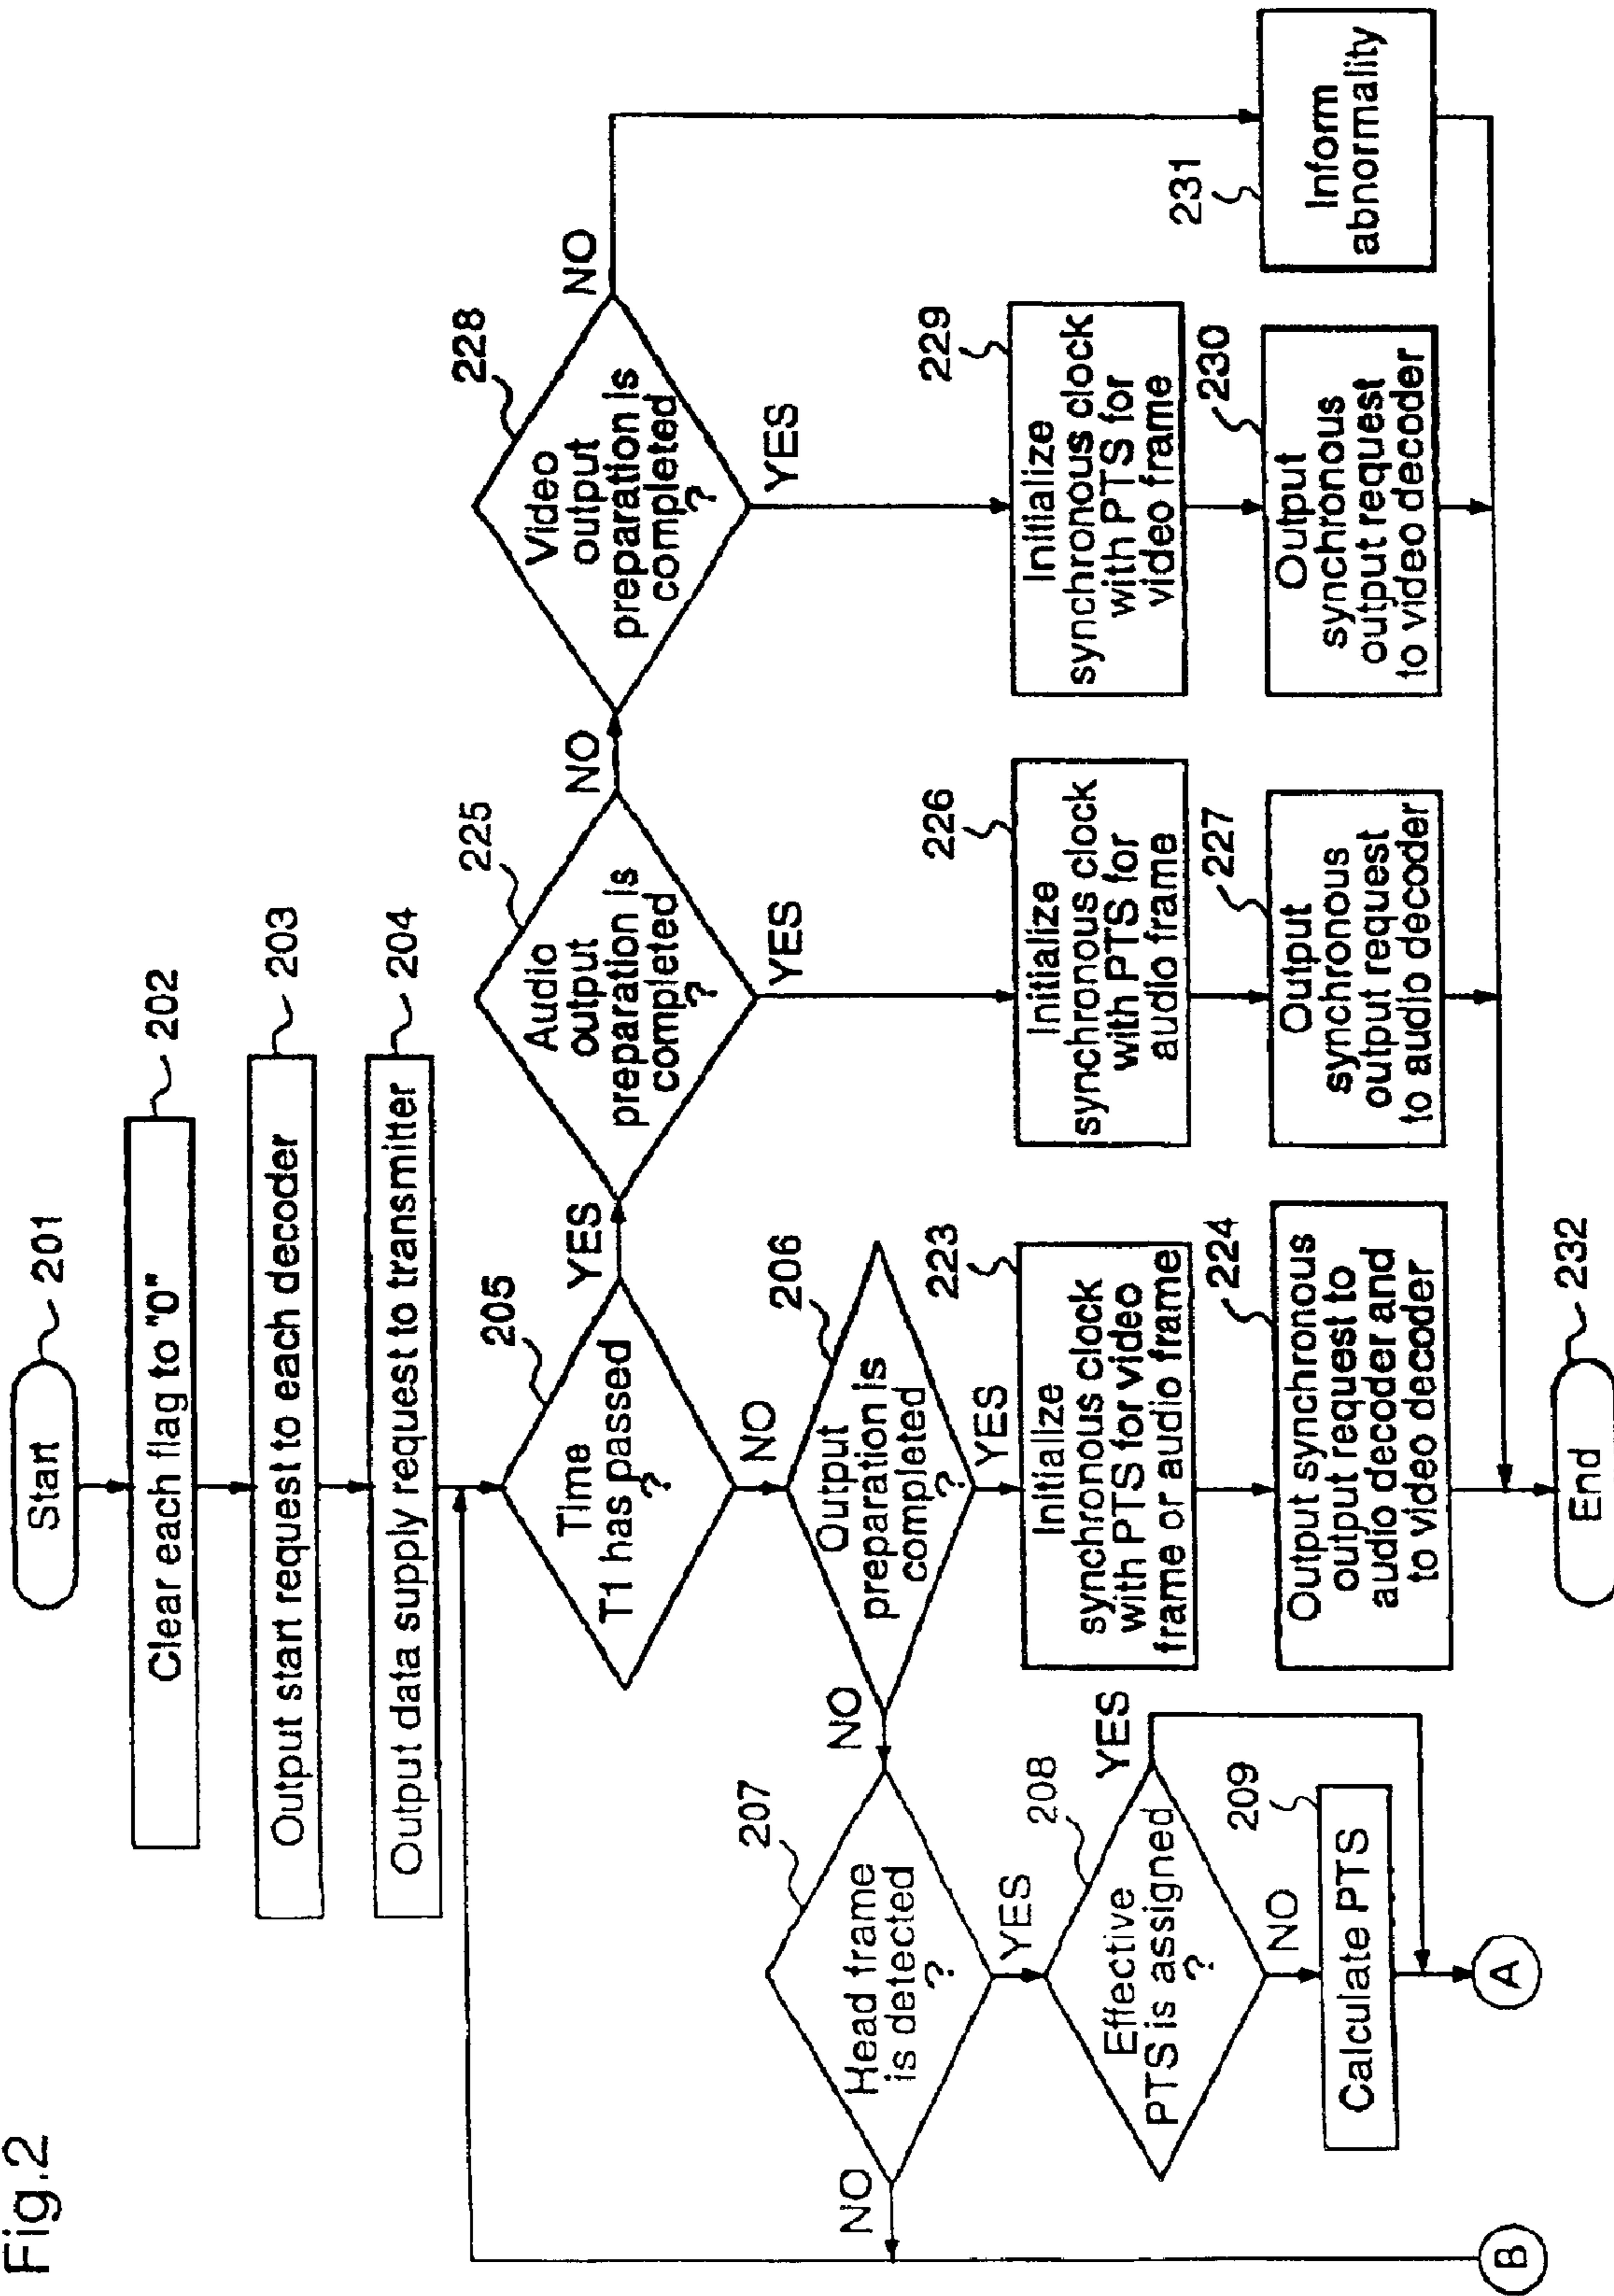 Fig.2
Start
201
Clear each flag to "0"
202
Output start request to each decoder
203
Output data supply request to transmitter
204
Time
T1 has passed
?
205
YES
NO
Audio
output
preparation is
completed
?
225
NO
YES
Video
output
preparation is
completed
?
228
NO
YES
Output
preparation is
completed
?
206
NO
YES
Head frame
is detected
?
207
NO
YES
Effective
PTS is assigned
?
208
YES
NO
Calculate PTS
209
A
B
Initialize
synchronous clock
with PTS for video
frame or audio frame
223
Output synchronous
output request to
audio decoder and
to video decoder
224
Initialize
synchronous clock
with PTS for
audio frame
226
Output
synchronous
output request
to audio decoder
227
Initialize
synchronous clock
with PTS for
video frame
229
Output
synchronous
output request
to video decoder
230
Inform
abnormality
231
End
232